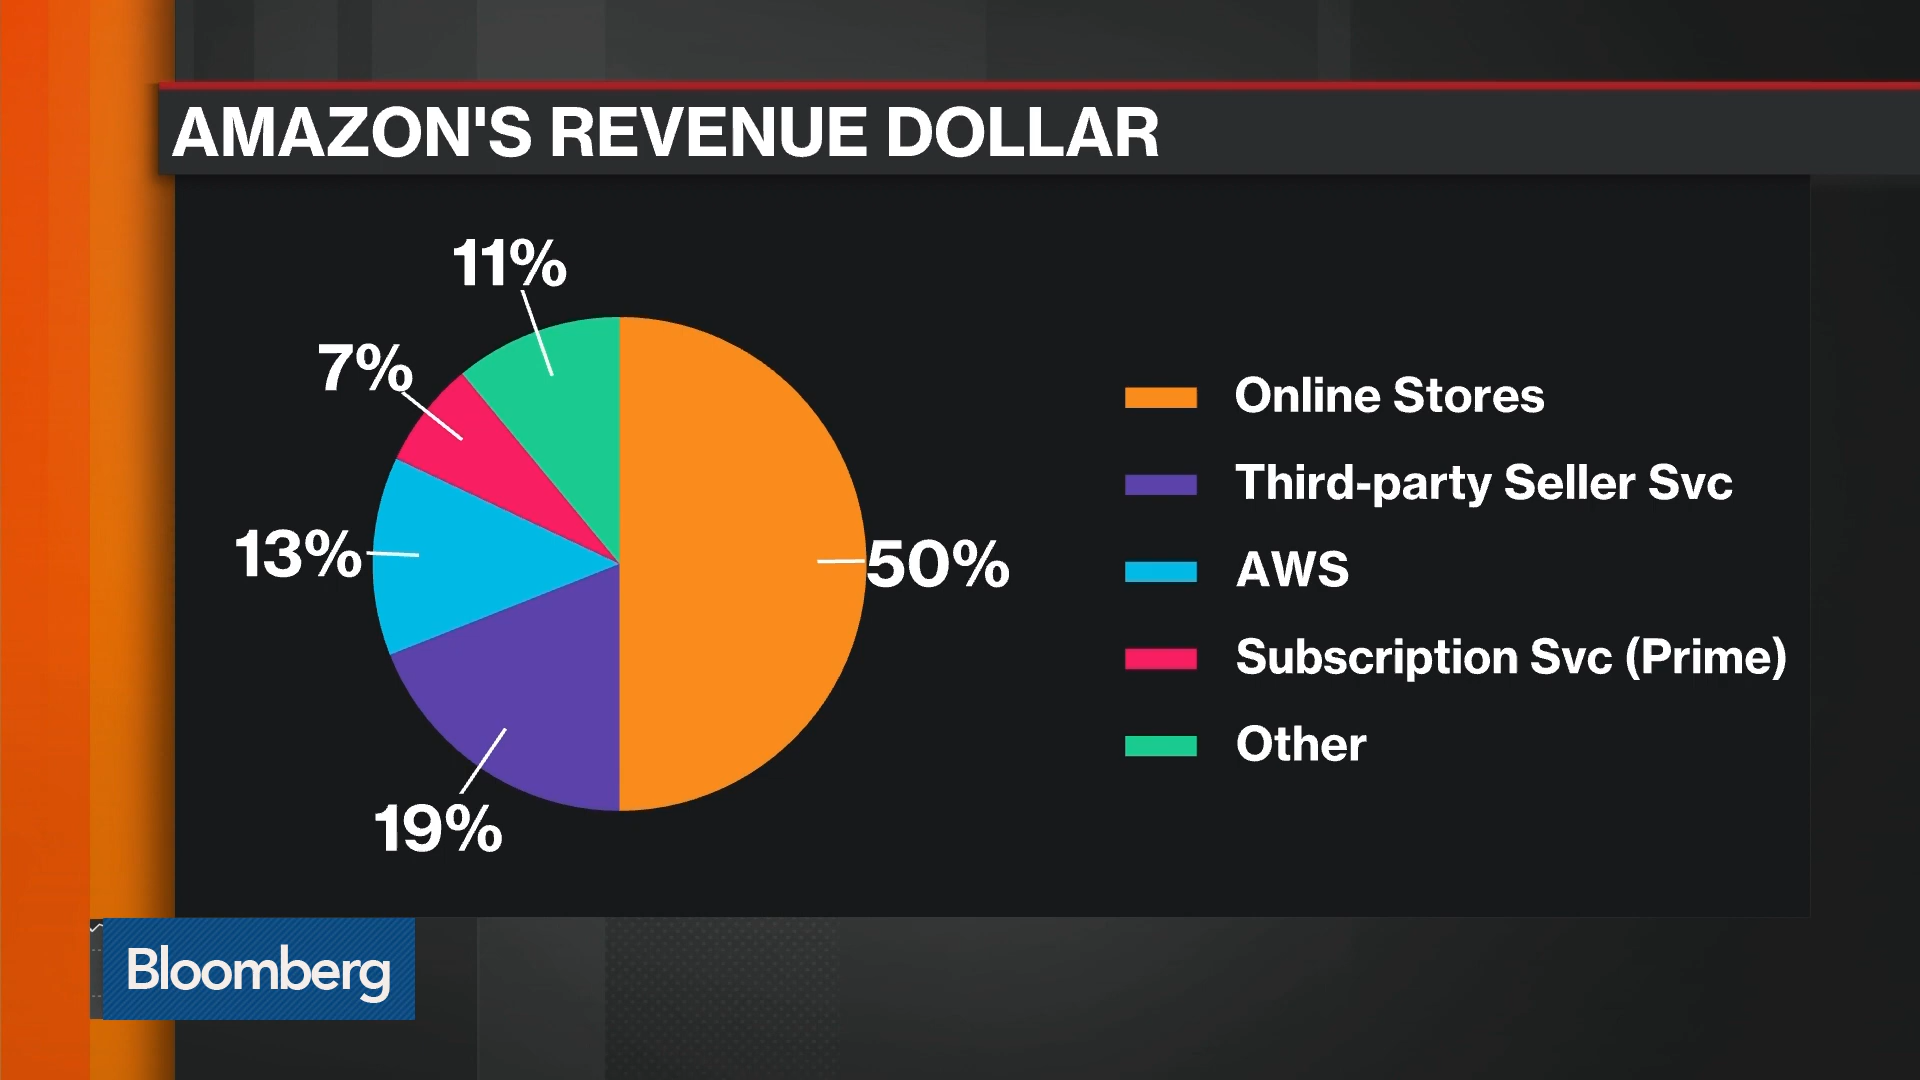 AMAZON'S REVENUE DOLLAR
11%
7%
13%
50%
19%
Online Stores
Third-party Seller Svc
AWS
Subscription Svc (Prime)
Other
Bloomberg